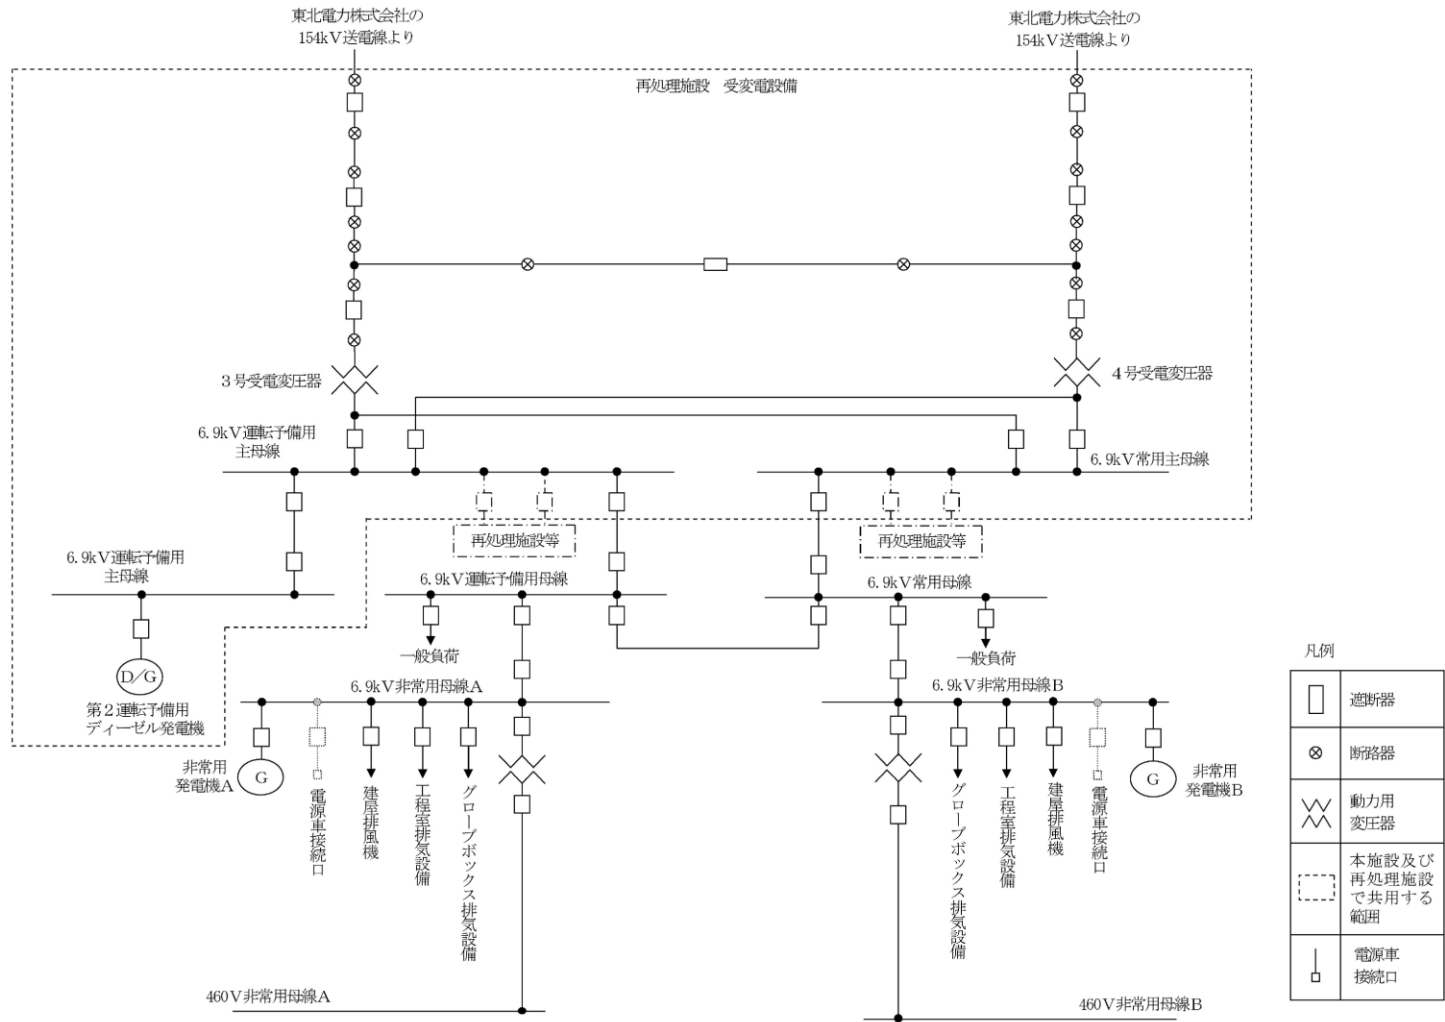 東北電力株式会社の
154kV送電線より
東北電力株式会社の
154kV送電線より
再処理施設 受変電設備
3号受電変圧器
4号受電変圧器
6.9kV運転予備用
主母線
6.9kV常用主母線
再処理施設等
再処理施設等
6.9kV運転予備用
主母線
6.9kV運転予備用母線
6.9kV常用母線
一般負荷
一般負荷
D/G
第2運転予備用
ディーゼル発電機
6.9kV非常用母線A
6.9kV非常用母線B
非常用
発電機A
G
電源車接続口
建屋排風機
工程室排気設備
グローブボックス排気設備
グローブボックス排気設備
工程室排気設備
建屋排風機
電源車接続口
G
非常用
発電機B
460V非常用母線A
460V非常用母線B
凡例
遮断器
断路器
動力用
変圧器
本施設及び
再処理施設
で共用する
範囲
電源車
接続口